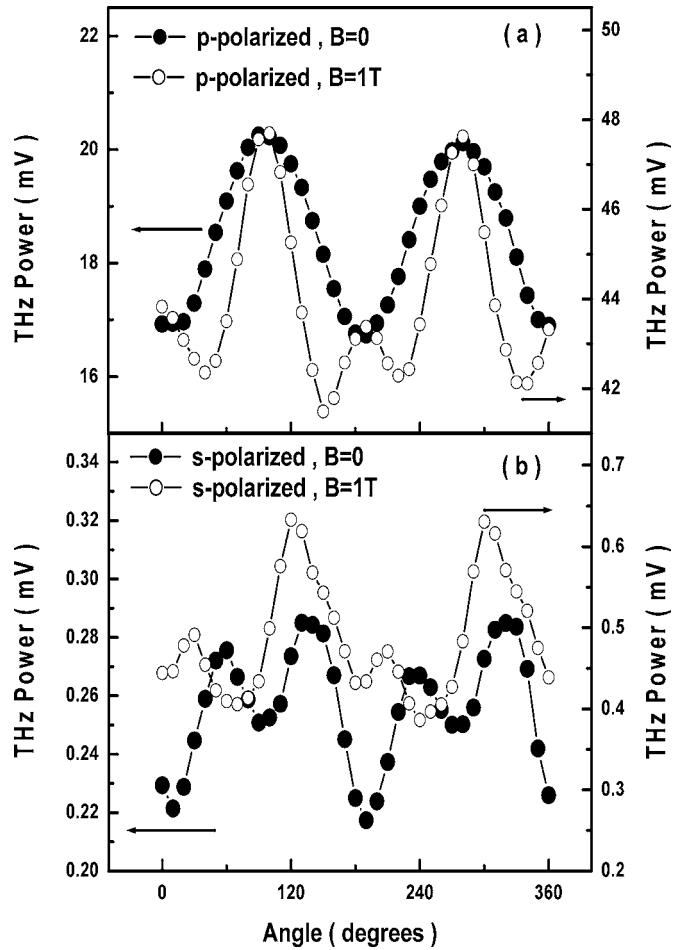 22
20
18
16
THz Power ( mV )
p-polarized , B=0
p-polarized , B=1T
( a )
50
48
46
44
42
THz Power ( mV )
0.34
0.32
0.30
0.28
0.26
0.24
0.22
0.20
THz Power ( mV )
s-polarized , B=0
s-polarized , B=1T
( b )
0.7
0.6
0.5
0.4
0.3
0.2
THz Power ( mV )
0
120
240
360
Angle ( degrees )